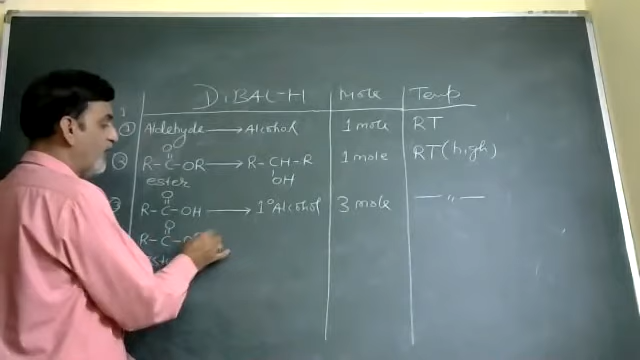 DIBAL-H Mole Temp
① Aldehyde → Alcohol 1 mole RT
O
② R-C-OR → R-CH-R 1 mole RT (high)
ester OH
O
R-C-OH → 1° Alcohol 3 mole — ,, —
O
R-C-